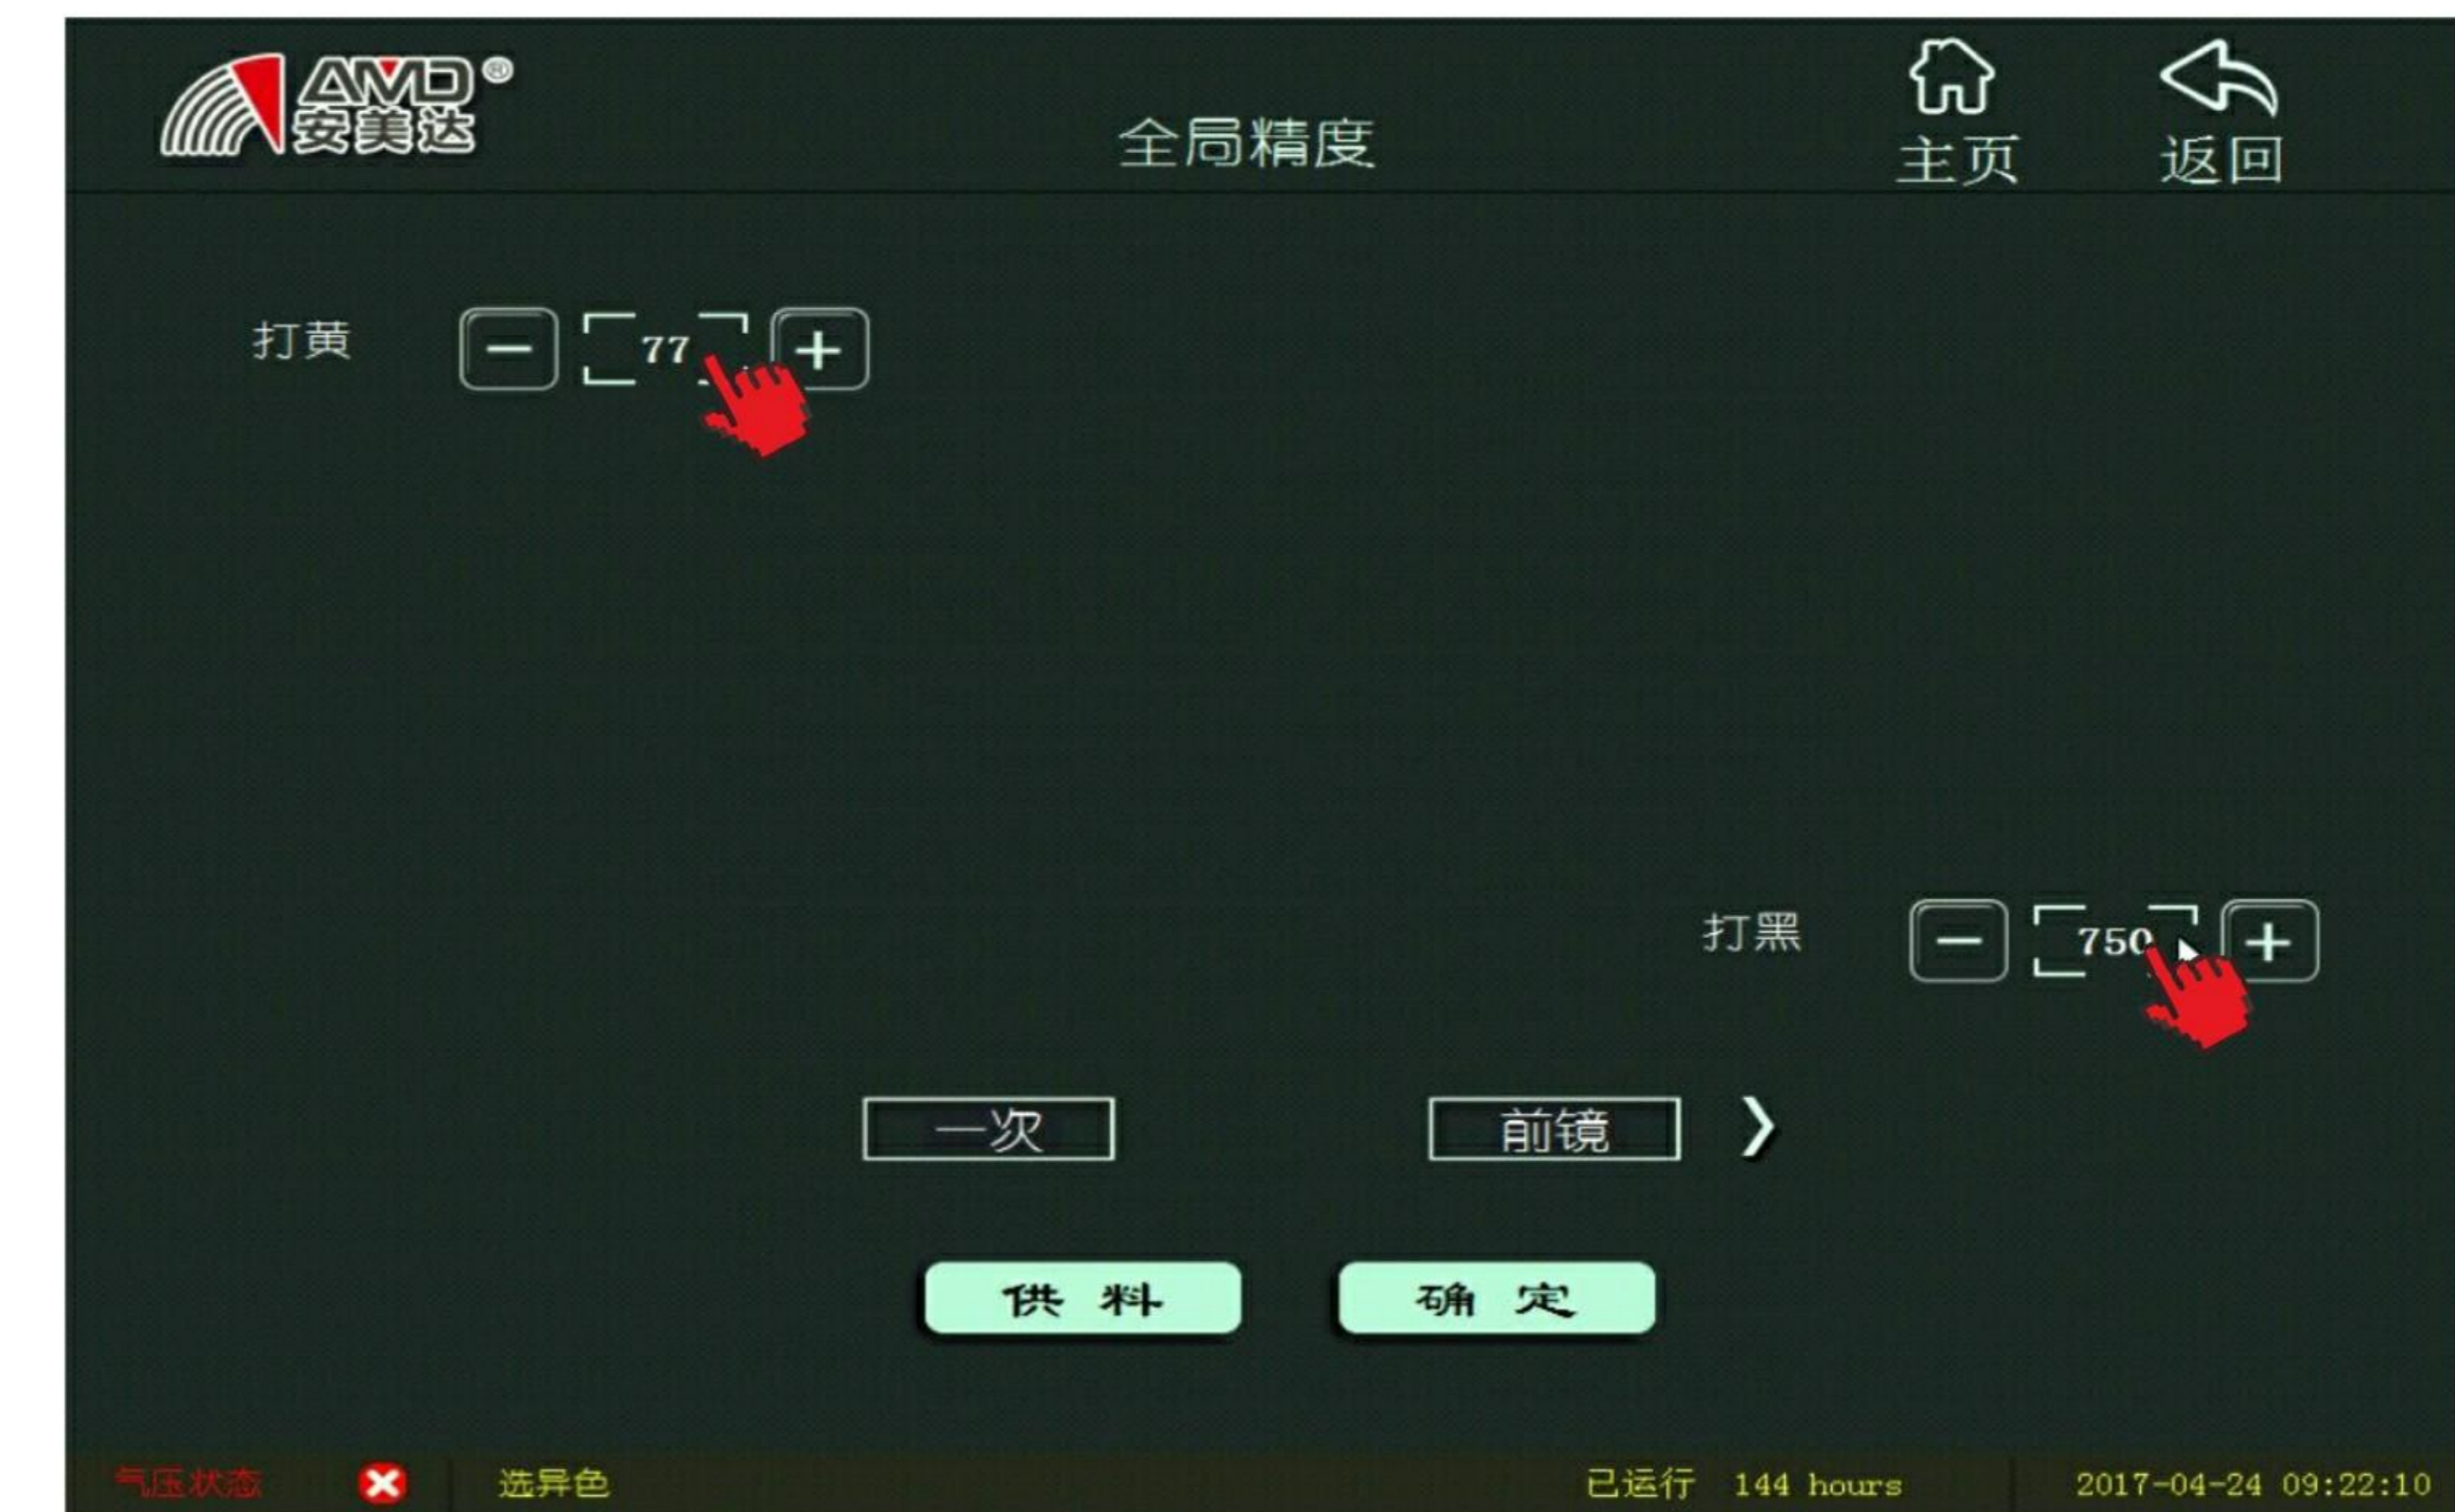 AMD®
安美达
全局精度
主页 返回
打黄 − 77 +
打黑 − 750 +
一次 前镜
供料 确定
气压状态 选异色 已运行 144 hours 2017-04-24 09:22:10